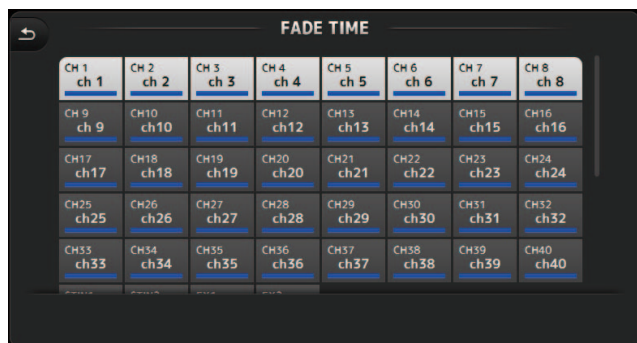 FADE TIME
CH 1 CH 2 CH 3 CH 4 CH 5 CH 6 CH 7 CH 8
ch 1 ch 2 ch 3 ch 4 ch 5 ch 6 ch 7 ch 8
CH 9 CH10 CH11 CH12 CH13 CH14 CH15 CH16
ch 9 ch10 ch11 ch12 ch13 ch14 ch15 ch16
CH17 CH18 CH19 CH20 CH21 CH22 CH23 CH24
ch17 ch18 ch19 ch20 ch21 ch22 ch23 ch24
CH25 CH26 CH27 CH28 CH29 CH30 CH31 CH32
ch25 ch26 ch27 ch28 ch29 ch30 ch31 ch32
CH33 CH34 CH35 CH36 CH37 CH38 CH39 CH40
ch33 ch34 ch35 ch36 ch37 ch38 ch39 ch40